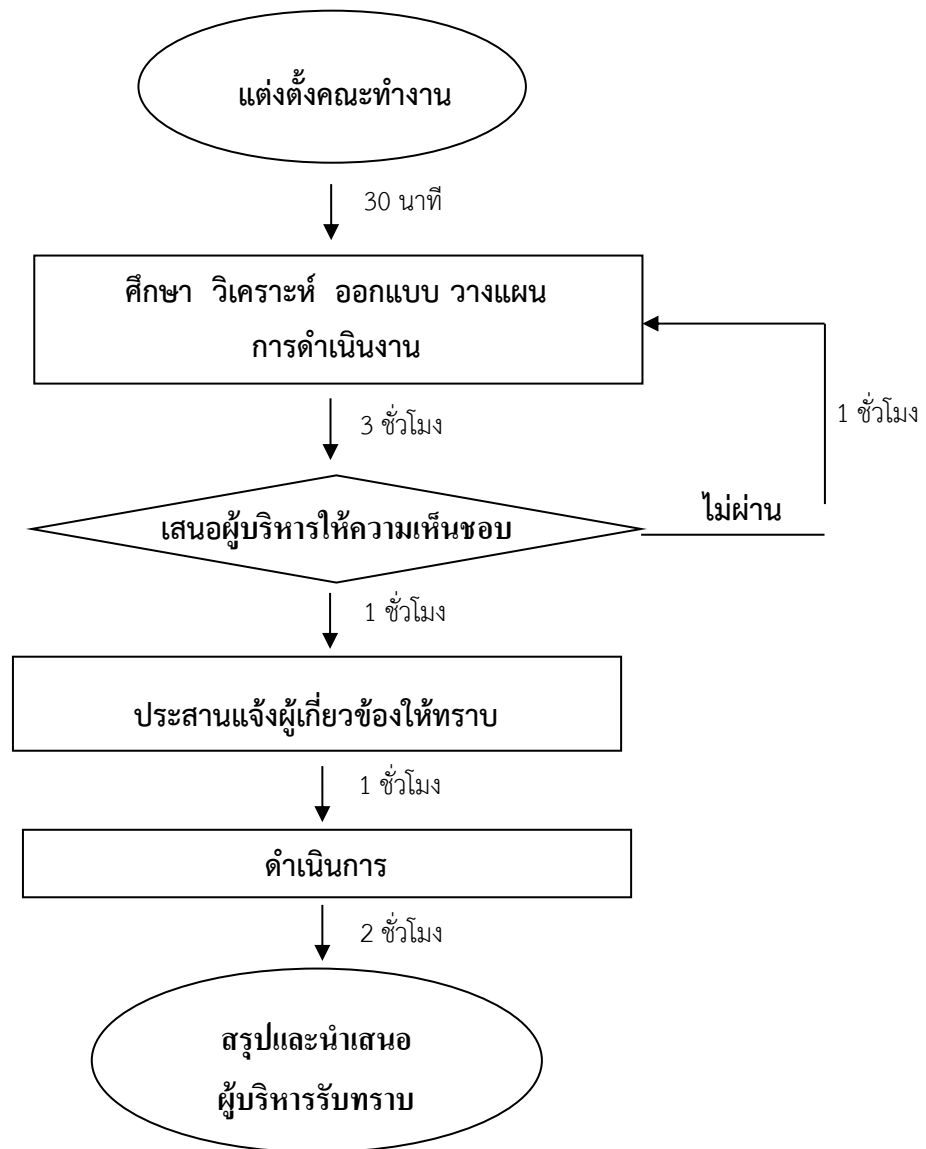 แต่งตั้งคณะทำงาน
30 นาที
ศึกษา วิเคราะห์ ออกแบบ วางแผน
การดำเนินงาน
3 ชั่วโมง
1 ชั่วโมง
ไม่ผ่าน
เสนอผู้บริหารให้ความเห็นชอบ
1 ชั่วโมง
ประสานแจ้งผู้เกี่ยวข้องให้ทราบ
1 ชั่วโมง
ดำเนินการ
2 ชั่วโมง
สรุปและนำเสนอ
ผู้บริหารรับทราบ